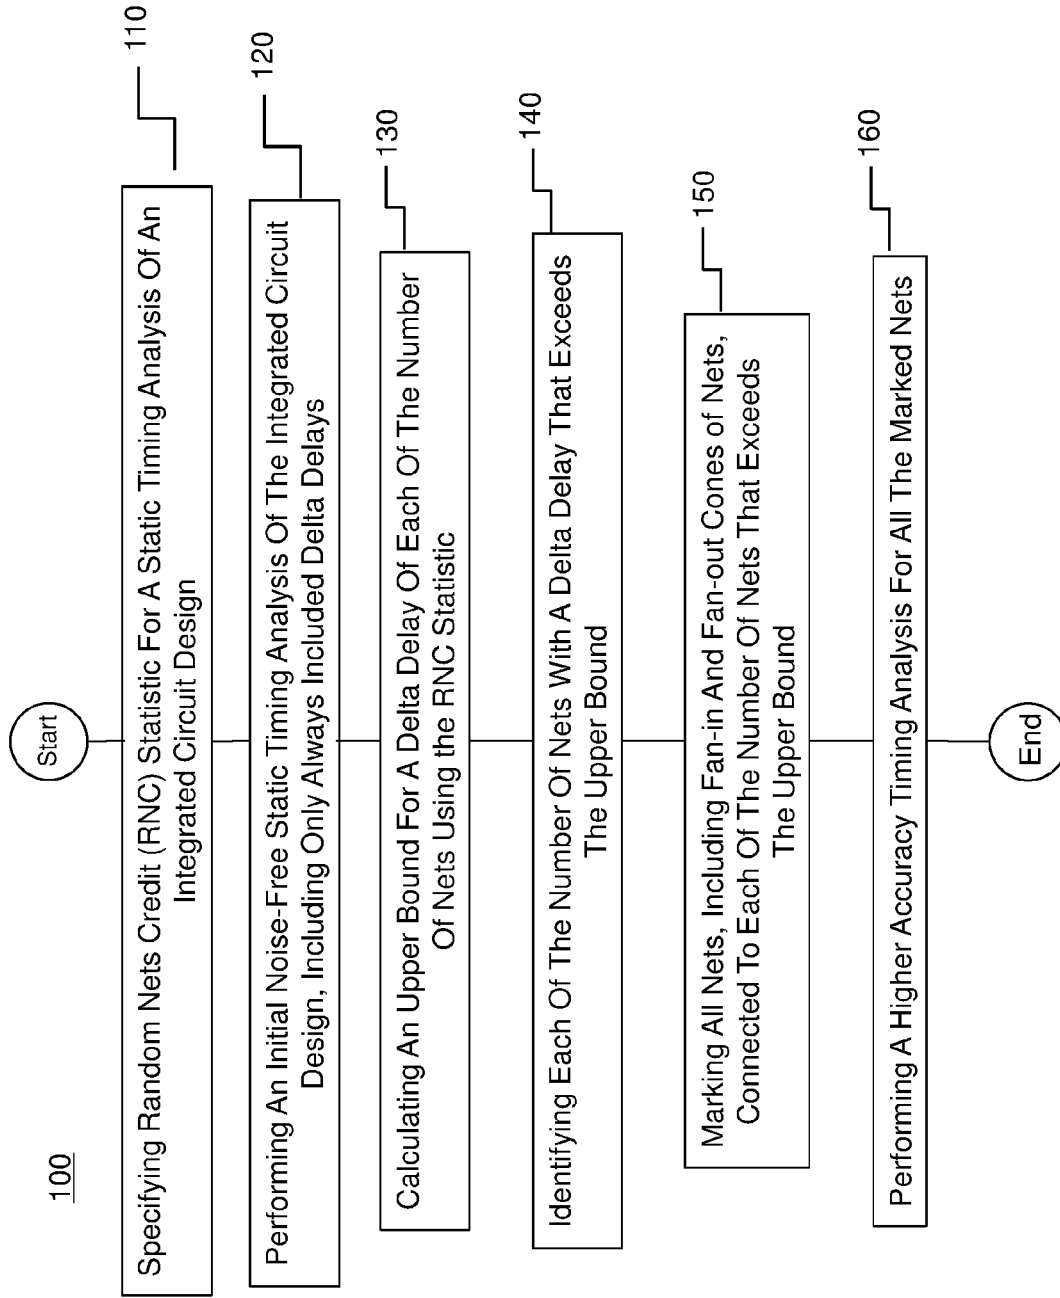 100
Start
Specifying Random Nets Credit (RNC) Statistic For A Static Timing Analysis Of An
Integrated Circuit Design
110
Performing An Initial Noise-Free Static Timing Analysis Of The Integrated Circuit
Design, Including Only Always Included Delta Delays
120
Calculating An Upper Bound For A Delta Delay Of Each Of The Number
Of Nets Using the RNC Statistic
130
Identifying Each Of The Number Of Nets With A Delta Delay That Exceeds
The Upper Bound
140
Marking All Nets, Including Fan-in And Fan-out Cones of Nets,
Connected To Each Of The Number Of Nets That Exceeds
The Upper Bound
150
Performing A Higher Accuracy Timing Analysis For All The Marked Nets
160
End